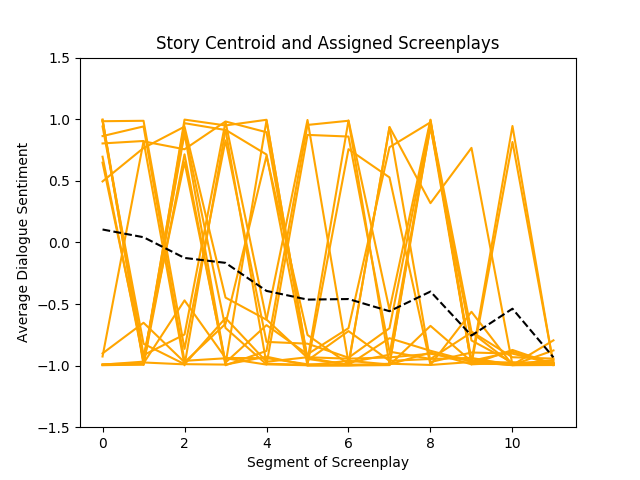 Story Centroid and Assigned Screenplays
1.5
1.0
0.5
0.0
−0.5
−1.0
−1.5
Average Dialogue Sentiment
0 2 4 6 8 10
Segment of Screenplay